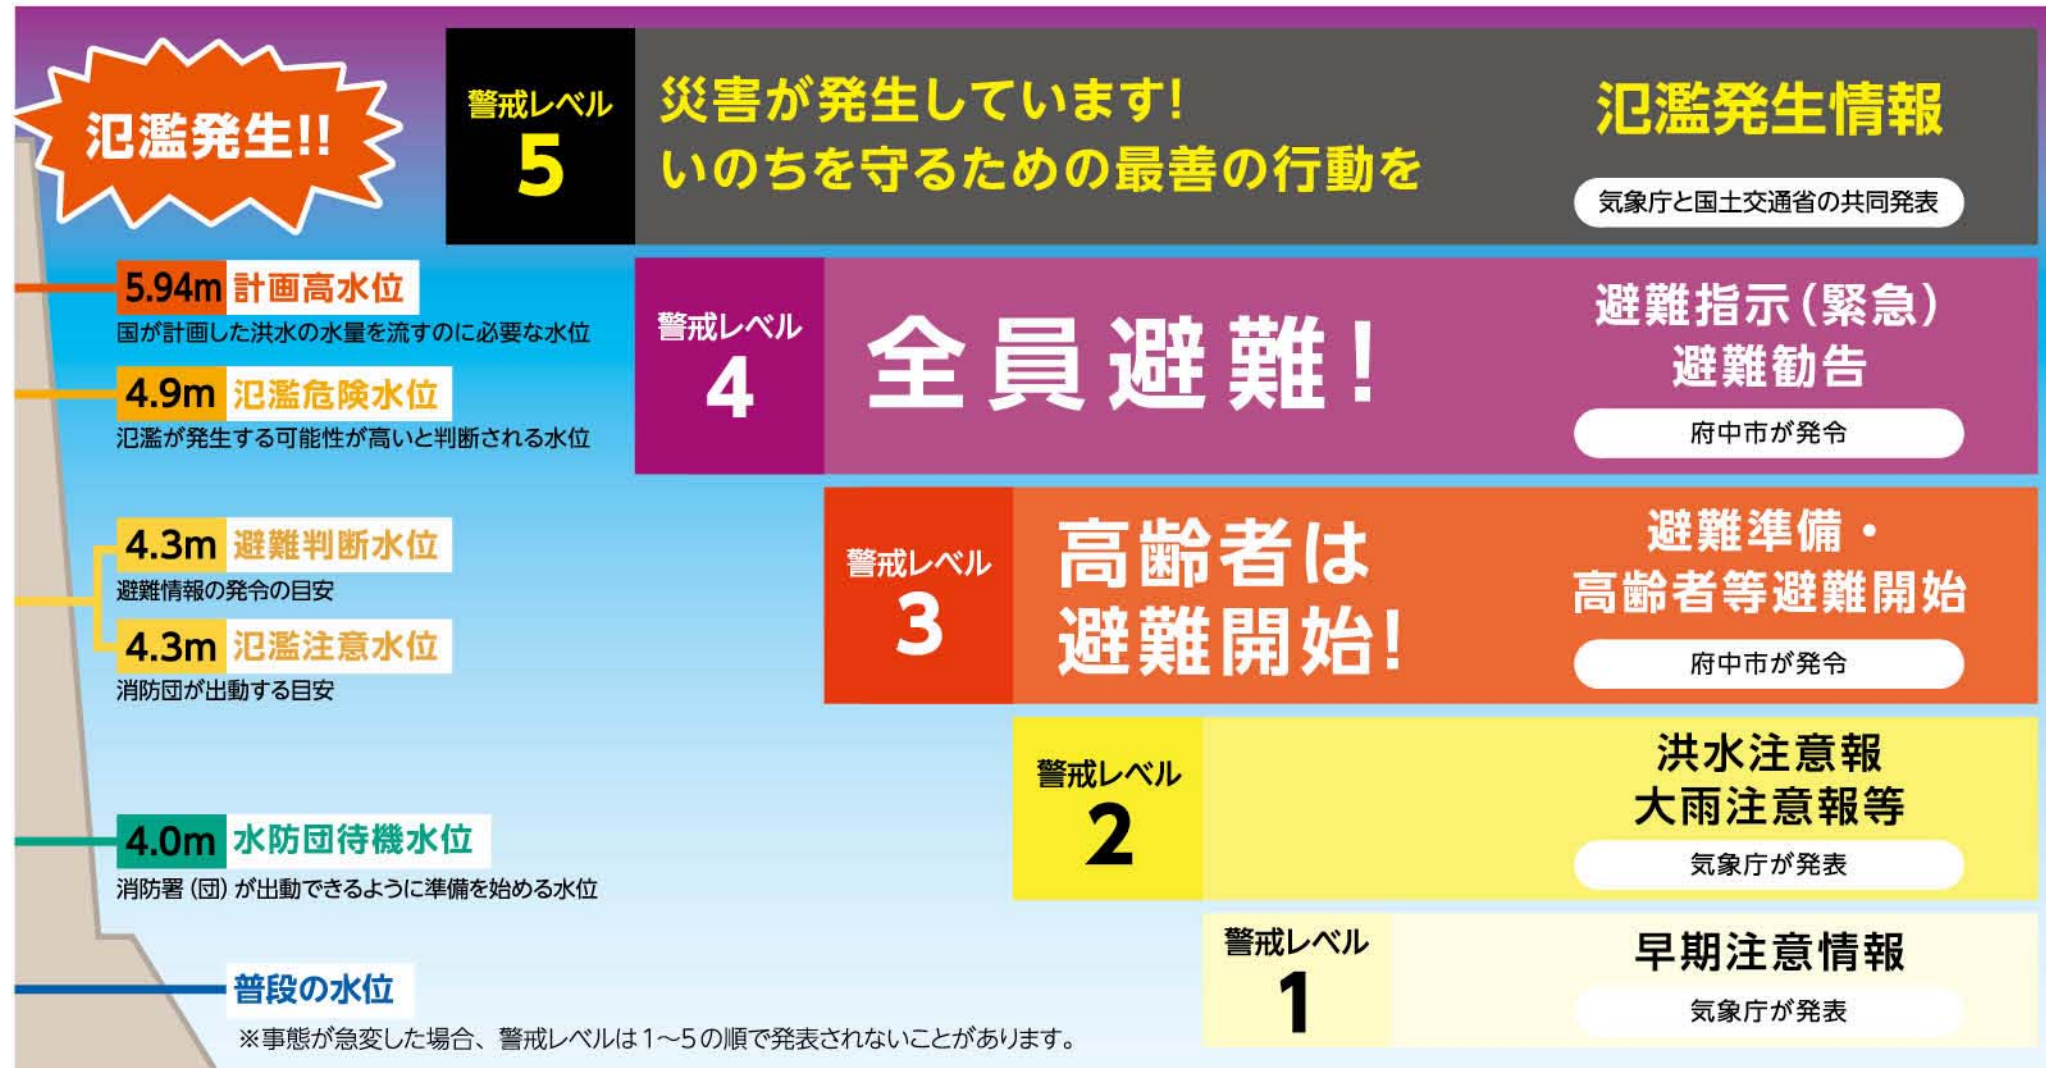 氾濫発生!!
警戒レベル
5
災害が発生しています!
いのちを守るための最善の行動を
氾濫発生情報
気象庁と国土交通省の共同発表
5.94m 計画高水位
国が計画した洪水の水量を流すのに必要な水位
4.9m 氾濫危険水位
氾濫が発生する可能性が高いと判断される水位
警戒レベル
4
全員避難!
避難指示(緊急)
避難勧告
府中市が発令
4.3m 避難判断水位
避難情報の発令の目安
4.3m 氾濫注意水位
消防団が出動する目安
警戒レベル
3
高齢者は
避難開始!
避難準備・
高齢者等避難開始
府中市が発令
4.0m 水防団待機水位
消防署(団)が出動できるように準備を始める水位
警戒レベル
2
洪水注意報
大雨注意報等
気象庁が発表
警戒レベル
1
早期注意情報
気象庁が発表
普段の水位
※事態が急変した場合、警戒レベルは1～5の順で発表されないことがあります。